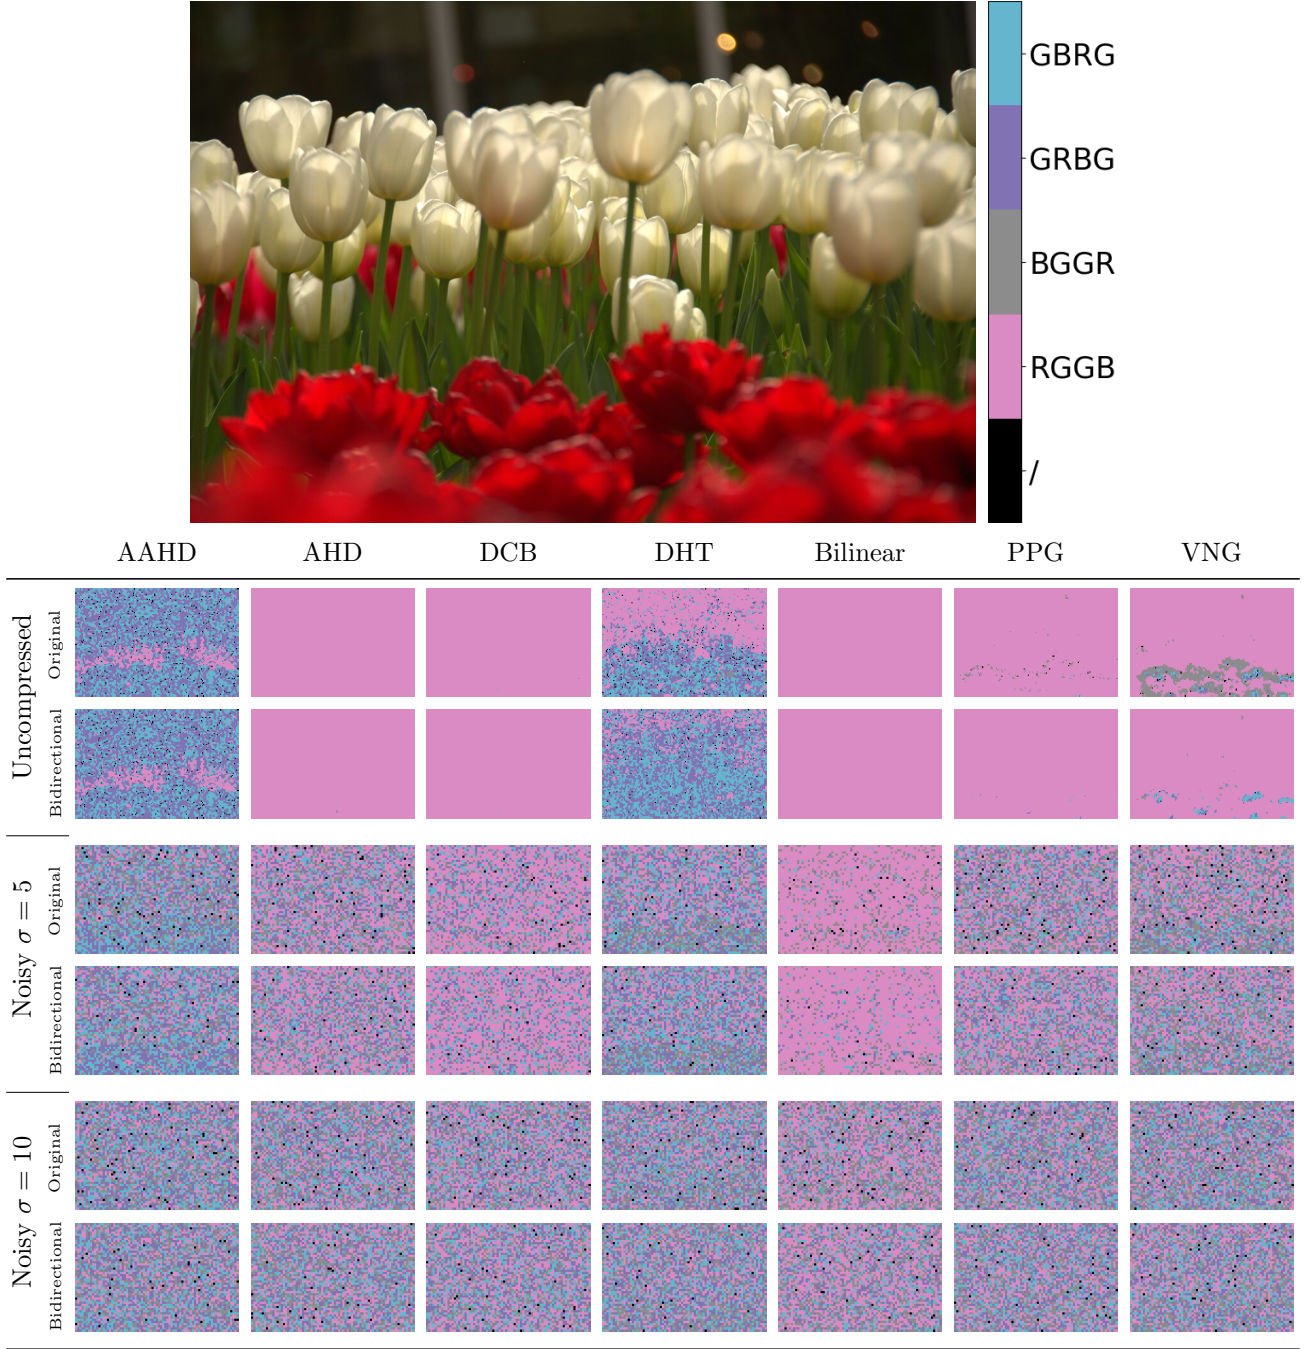 GBRG
GRBG
BGGR
RGGB
/
AAHD AHD DCB DHT Bilinear PPG VNG
Uncompressed
Original
Bidirectional
Noisy σ = 5
Original
Bidirectional
Noisy σ = 10
Original
Bidirectional